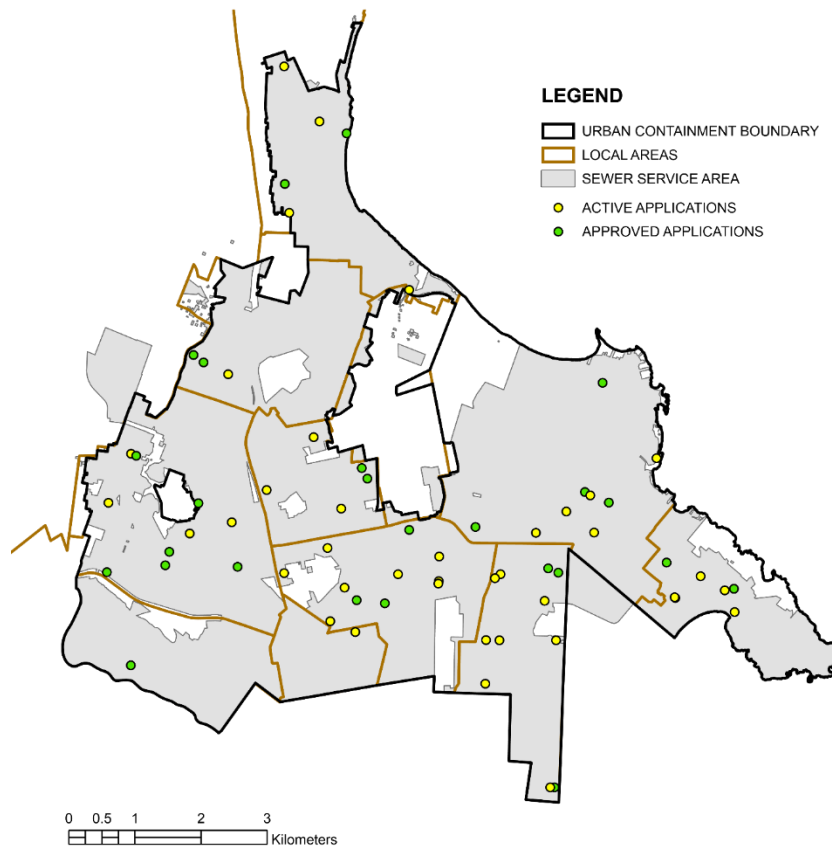 LEGEND
URBAN CONTAINMENT BOUNDARY
LOCAL AREAS
SEWER SERVICE AREA
ACTIVE APPLICATIONS
APPROVED APPLICATIONS
0 0.5 1 2 3
Kilometers